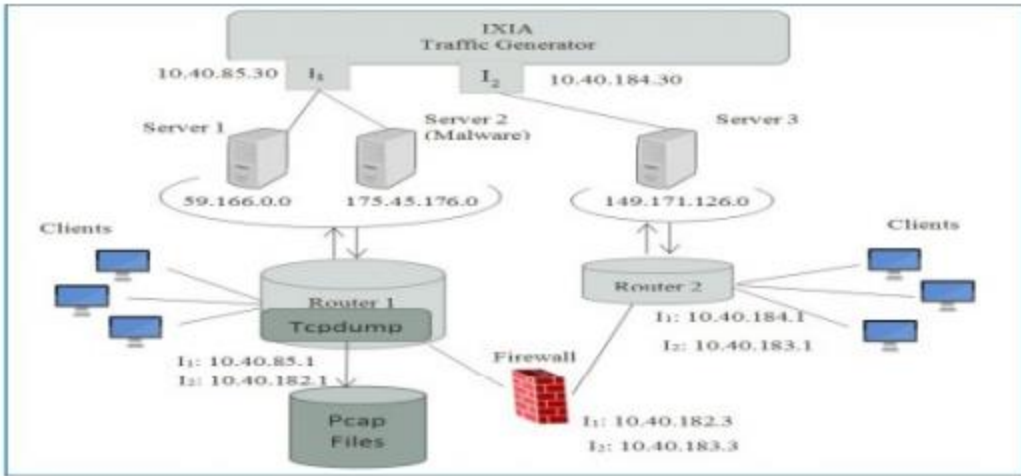 IXIA
Traffic Generator
10.40.85.30
I₁
I₂
10.40.184.30
Server 1
Server 2
(Malware)
Server 3
59.166.0.0
175.45.176.0
149.171.126.0
Clients
Clients
Router 1
Tcpdump
Router 2
I₁: 10.40.184.1
I₂: 10.40.183.1
I₁: 10.40.85.1
I₂: 10.40.182.1
Firewall
Pcap
Files
I₁: 10.40.182.3
I₂: 10.40.183.3